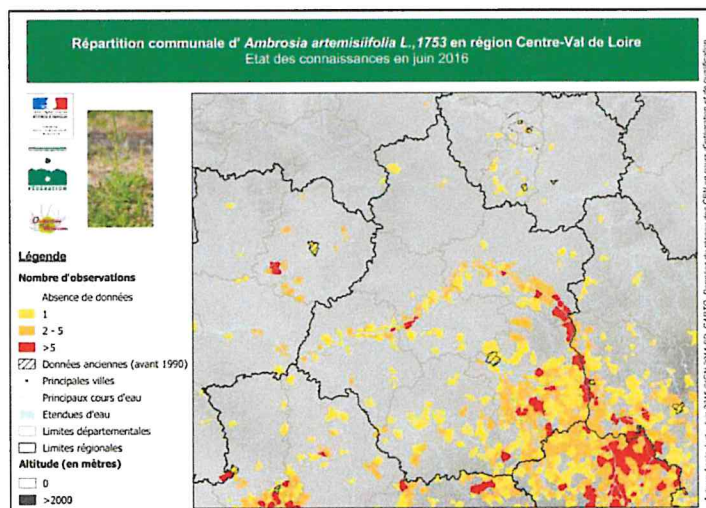 Répartition communale d' Ambrosia artemisiifolia L.,1753 en région Centre-Val de Loire
Etat des connaissances en juin 2016
FÉDÉRATION
Légende
Nombre d'observations
Absence de données
1
2 - 5
>5
Données anciennes (avant 1990)
Principales villes
Principaux cours d'eau
Etendues d'eau
Limites départementales
Limites régionales
Altitude (en mètres)
0
>2000